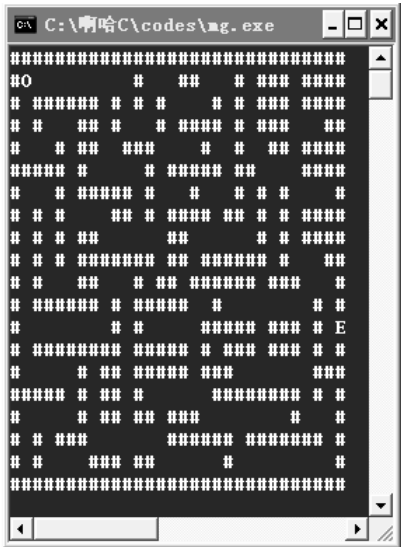 C:\啊哈C\codes\mg.exe
##############################
#O         #   ##   # ### ####
# ###### # # #    # # ### ####
# #   ## #   # #### # ###   ##
#   # ##  ###    #  #  ## ####
##### #     # ##### ##    ####
#   # ##### #   #   # # #    #
# # #    ## # #### ## # # ####
# # # ##      ##      # # ####
# # # ####### ## ###### #   ##
# #   ##   # ## ###### ###   #
# ###### # #####  #        # #
#        # #     ##### ### # E
# ######## ##### # ### ### # #
#     # ## ##### ###       ###
##### # ## #      ######## # #
#     # ## ## ###        #   #
# # ###       ###### ####### #
# #    ### ##      #         #
##############################